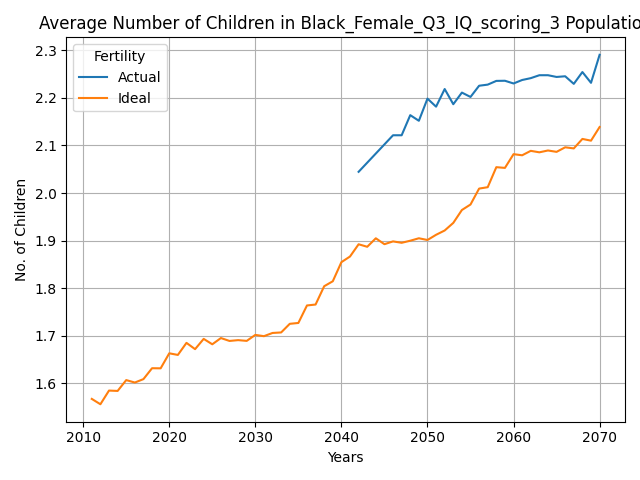 Average Number of Children in Black_Female_Q3_IQ_scoring_3 Populatio
Fertility
Actual
Ideal
No. of Children
2.3
2.2
2.1
2.0
1.9
1.8
1.7
1.6
2010 2020 2030 2040 2050 2060 2070
Years